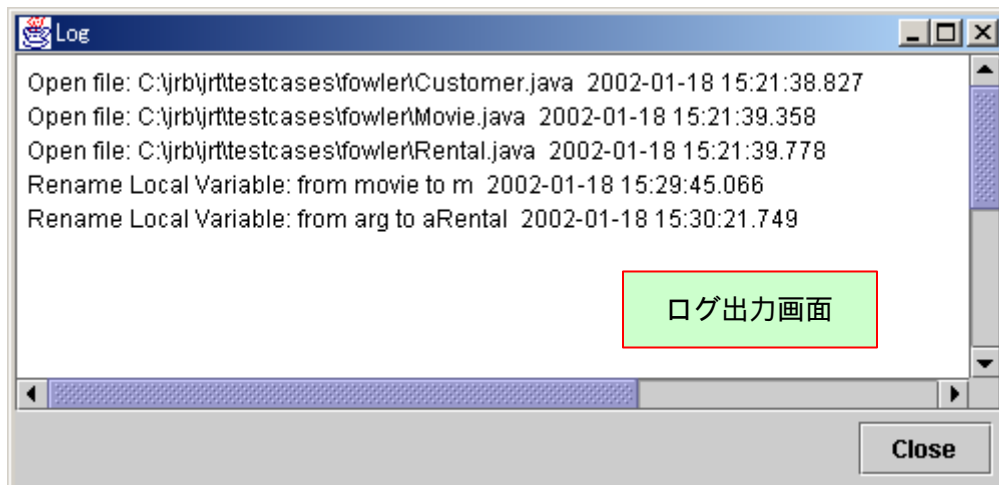 Log
Open file: C:\jrb\jrt\testcases\fowler\Customer.java 2002-01-18 15:21:38.827
Open file: C:\jrb\jrt\testcases\fowler\Movie.java 2002-01-18 15:21:39.358
Open file: C:\jrb\jrt\testcases\fowler\Rental.java 2002-01-18 15:21:39.778
Rename Local Variable: from movie to m 2002-01-18 15:29:45.066
Rename Local Variable: from arg to aRental 2002-01-18 15:30:21.749
ログ出力画面
Close